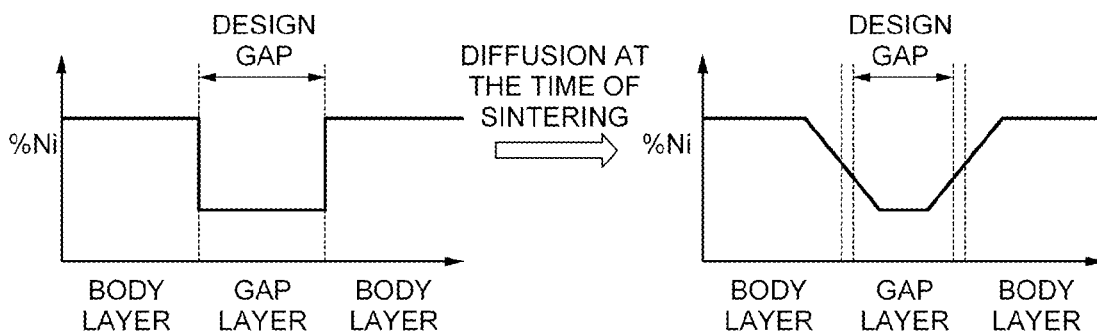 DESIGN
GAP
%Ni
BODY
LAYER
GAP
LAYER
BODY
LAYER
DIFFUSION AT
THE TIME OF
SINTERING
DESIGN
GAP
%Ni
BODY
LAYER
GAP
LAYER
BODY
LAYER